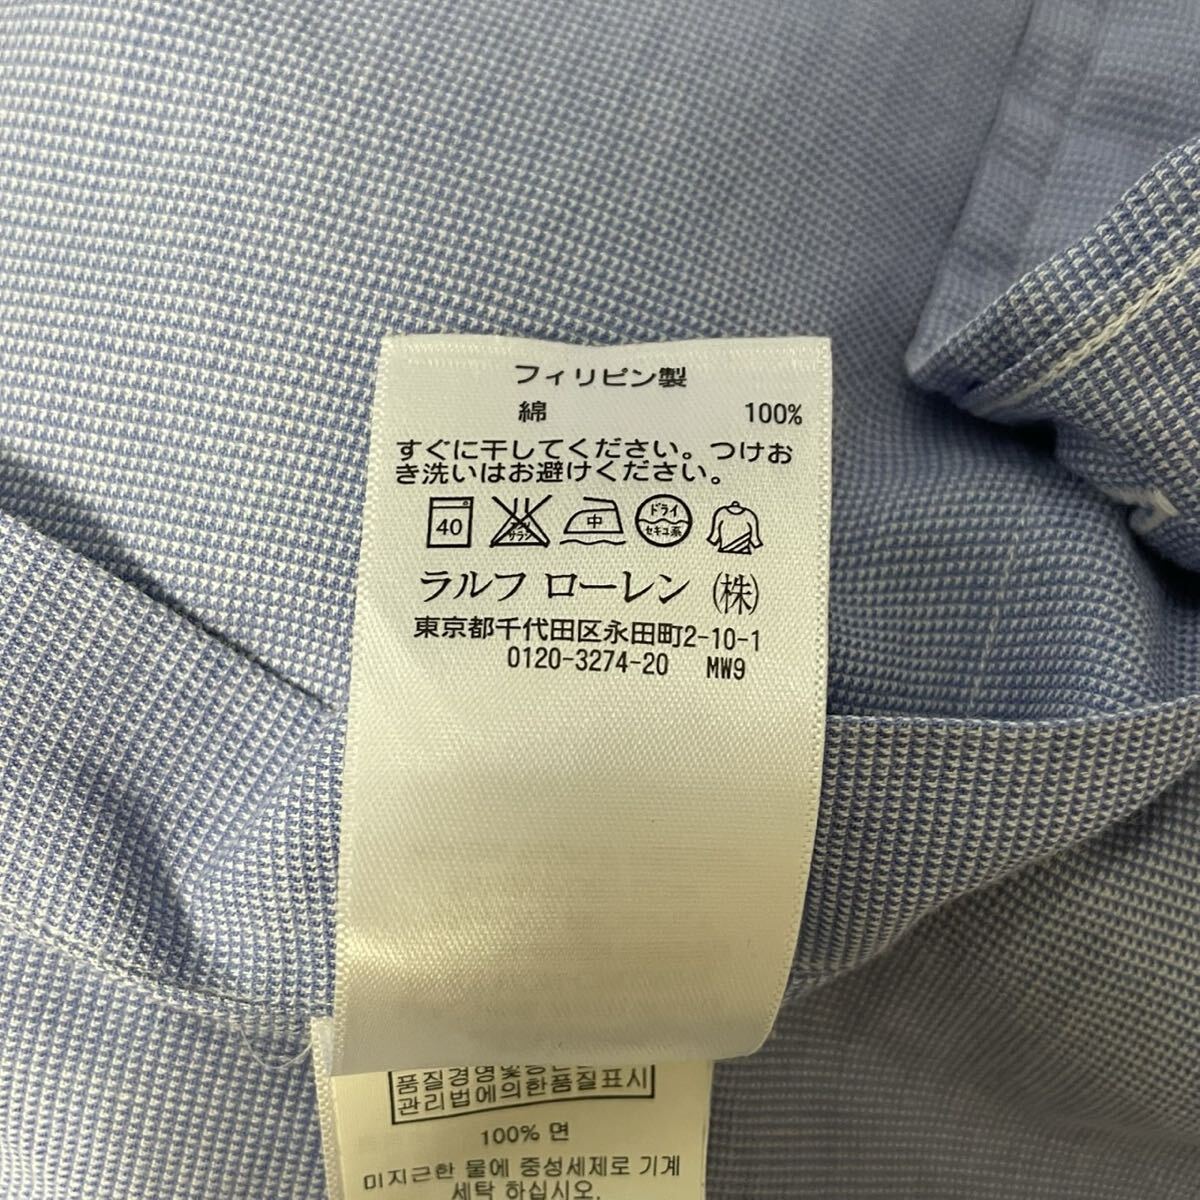 フィリピン製
綿 100%
すぐに干してください。つけお
き洗いはお避けください。
40 中 ドライ セキユ系
ラルフ ローレン (株)
東京都千代田区永田町2-10-1
0120-3274-20 MW9
품질경영및
관리법에의한품질표시
100% 면
미지근한 물에 중성세제로 기계
세탁 하십시오.